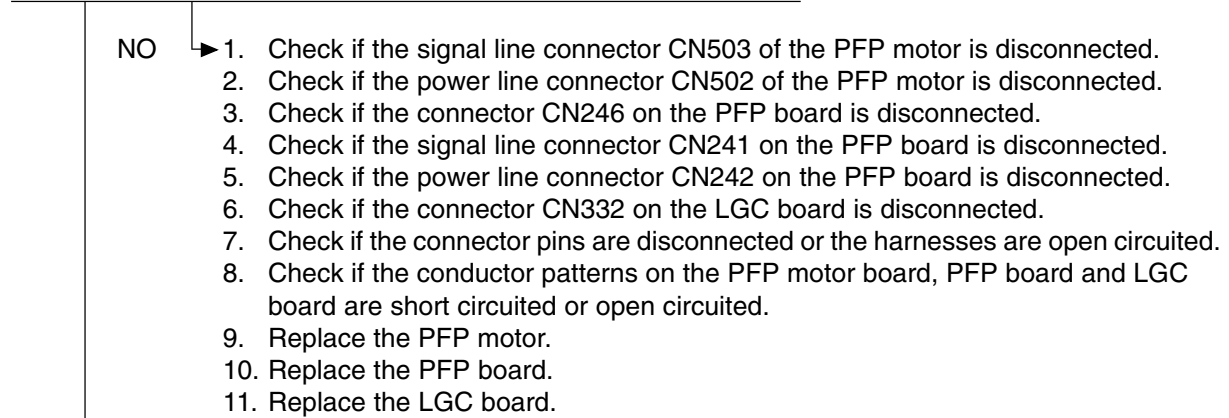 NO 1. Check if the signal line connector CN503 of the PFP motor is disconnected.
2. Check if the power line connector CN502 of the PFP motor is disconnected.
3. Check if the connector CN246 on the PFP board is disconnected.
4. Check if the signal line connector CN241 on the PFP board is disconnected.
5. Check if the power line connector CN242 on the PFP board is disconnected.
6. Check if the connector CN332 on the LGC board is disconnected.
7. Check if the connector pins are disconnected or the harnesses are open circuited.
8. Check if the conductor patterns on the PFP motor board, PFP board and LGC
board are short circuited or open circuited.
9. Replace the PFP motor.
10. Replace the PFP board.
11. Replace the LGC board.